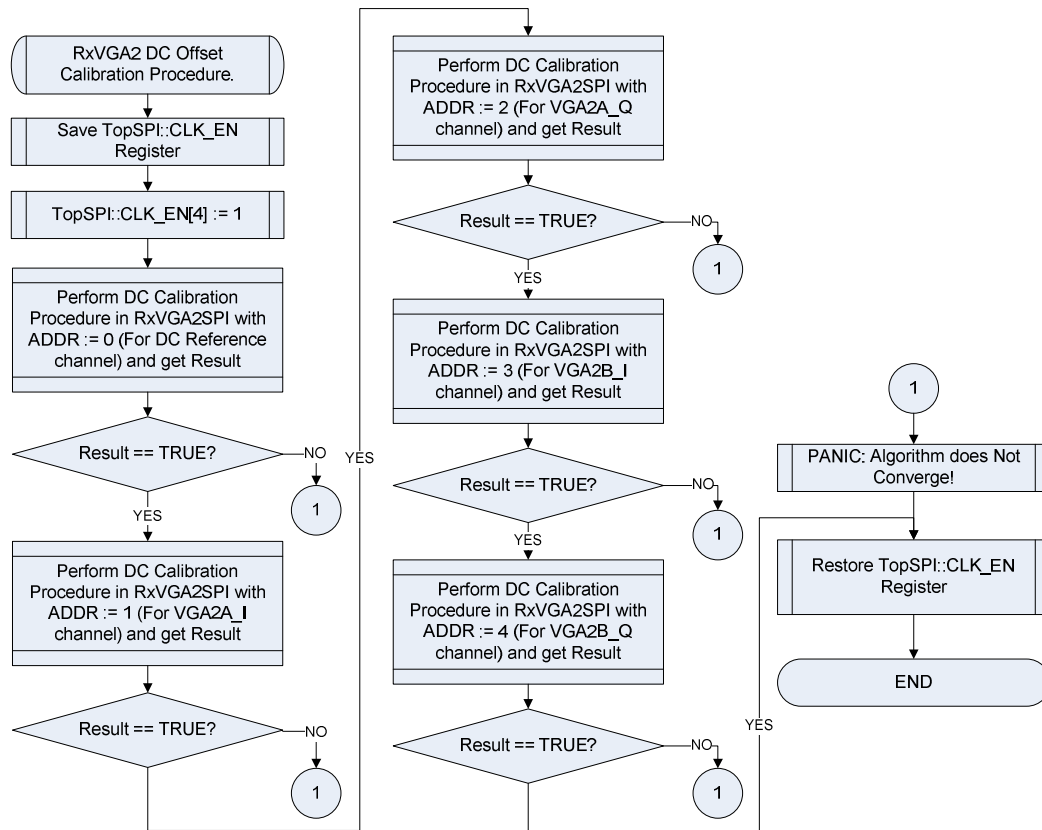 RxVGA2 DC Offset
Calibration Procedure.
Save TopSPI::CLK_EN
Register
TopSPI::CLK_EN[4] := 1
Perform DC Calibration
Procedure in RxVGA2SPI with
ADDR := 0 (For DC Reference
channel) and get Result
Result == TRUE?
NO
1
YES
Perform DC Calibration
Procedure in RxVGA2SPI with
ADDR := 1 (For VGA2A_I
channel) and get Result
Result == TRUE?
NO
1
YES
Perform DC Calibration
Procedure in RxVGA2SPI with
ADDR := 2 (For VGA2A_Q
channel) and get Result
Result == TRUE?
NO
1
YES
Perform DC Calibration
Procedure in RxVGA2SPI with
ADDR := 3 (For VGA2B_I
channel) and get Result
Result == TRUE?
NO
1
YES
Perform DC Calibration
Procedure in RxVGA2SPI with
ADDR := 4 (For VGA2B_Q
channel) and get Result
Result == TRUE?
NO
1
YES
1
PANIC: Algorithm does Not
Converge!
Restore TopSPI::CLK_EN
Register
END